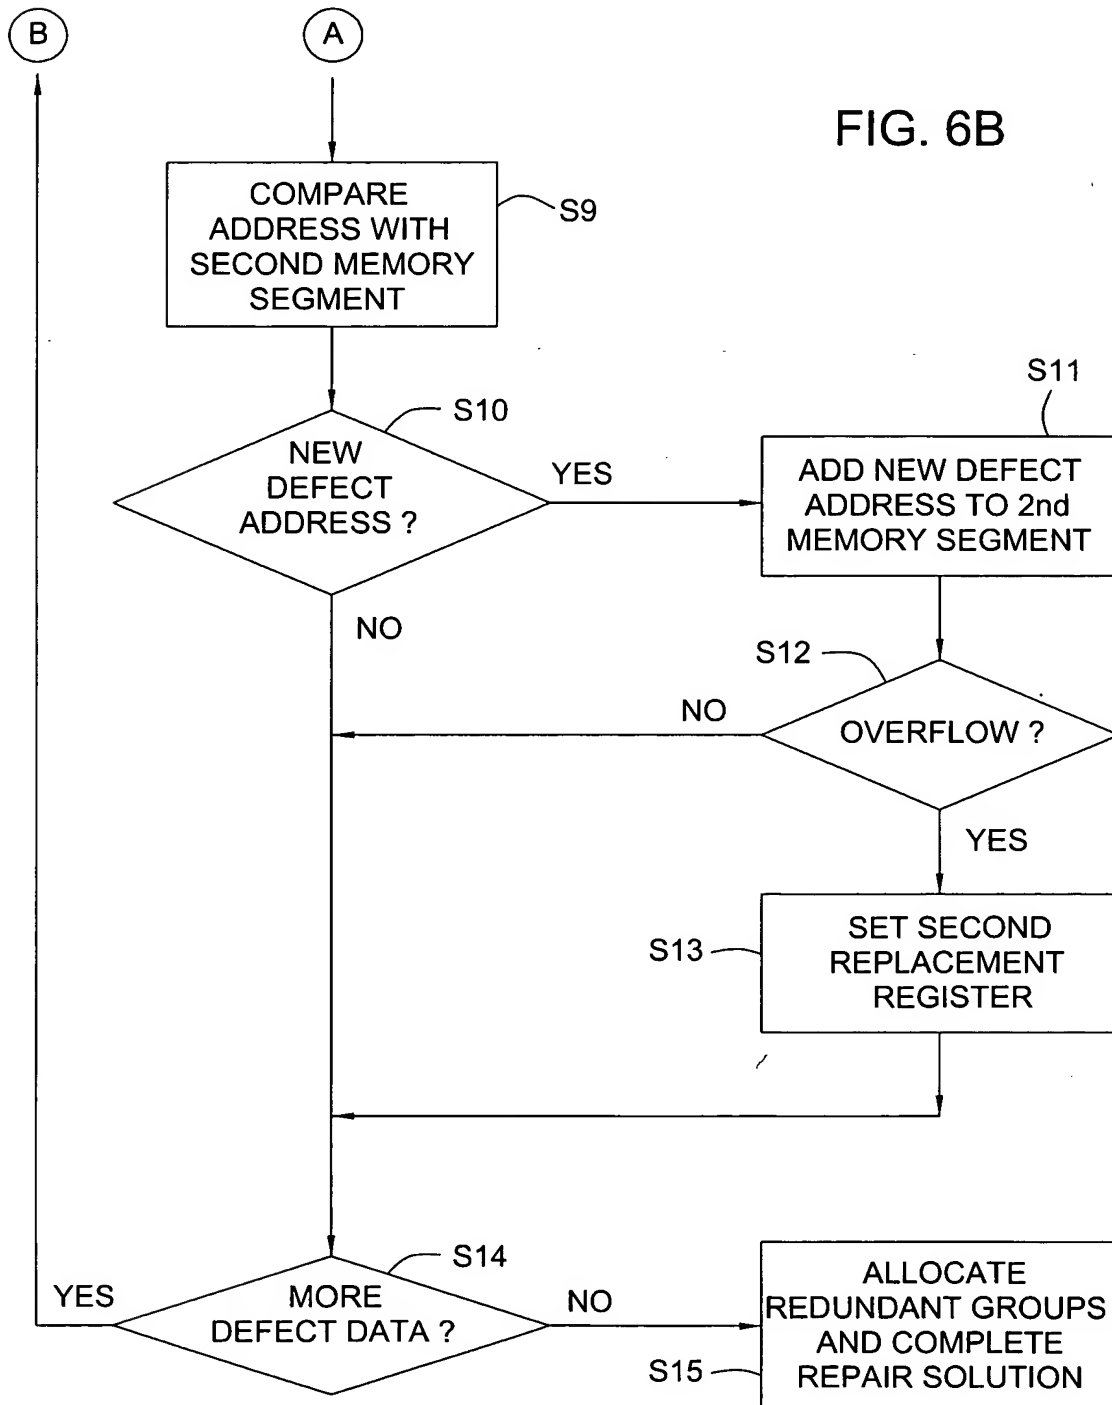 B
A
FIG. 6B
COMPARE
ADDRESS WITH
SECOND MEMORY
SEGMENT
S9
S10
NEW
DEFECT
ADDRESS ?
YES
S11
ADD NEW DEFECT
ADDRESS TO 2nd
MEMORY SEGMENT
NO
S12
NO
OVERFLOW ?
YES
S13
SET SECOND
REPLACEMENT
REGISTER
S14
YES
MORE
DEFECT DATA ?
NO
ALLOCATE
REDUNDANT GROUPS
AND COMPLETE
REPAIR SOLUTION
S15